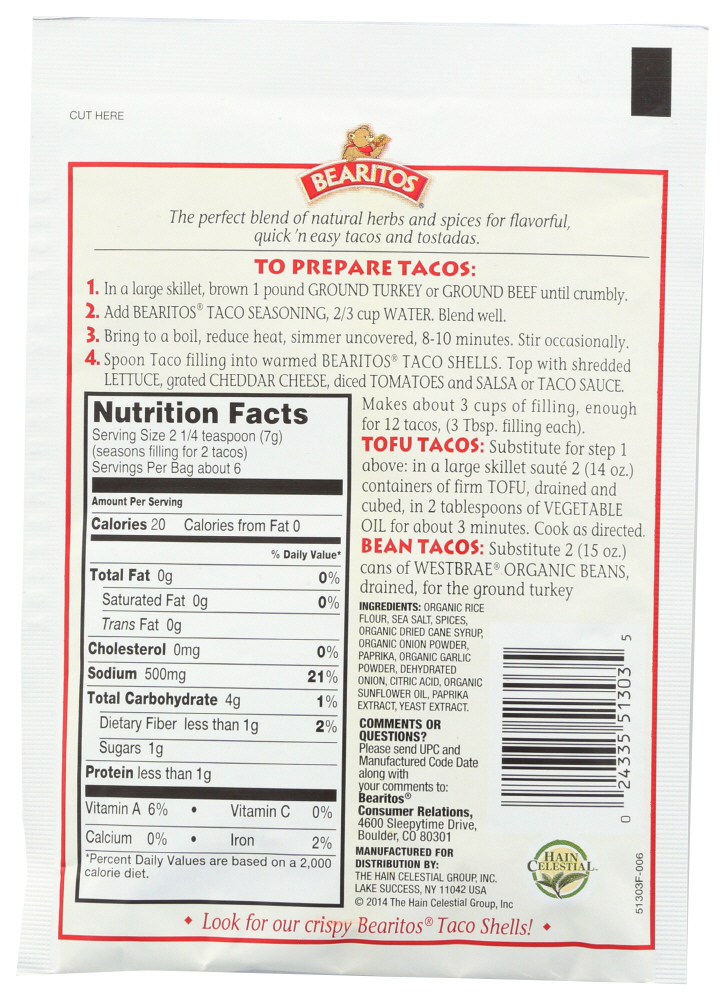 CUT HERE
BEARITOS®
The perfect blend of natural herbs and spices for flavorful,
quick 'n easy tacos and tostadas.
TO PREPARE TACOS:
1. In a large skillet, brown 1 pound GROUND TURKEY or GROUND BEEF until crumbly.
2. Add BEARITOS® TACO SEASONING, 2/3 cup WATER. Blend well.
3. Bring to a boil, reduce heat, simmer uncovered, 8-10 minutes. Stir occasionally.
4. Spoon Taco filling into warmed BEARITOS® TACO SHELLS. Top with shredded
LETTUCE, grated CHEDDAR CHEESE, diced TOMATOES and SALSA or TACO SAUCE.
Nutrition Facts
Serving Size 2 1/4 teaspoon (7g)
(seasons filling for 2 tacos)
Servings Per Bag about 6
Amount Per Serving
Calories 20 Calories from Fat 0
% Daily Value*
Total Fat 0g 0%
Saturated Fat 0g 0%
Trans Fat 0g
Cholesterol 0mg 0%
Sodium 500mg 21%
Total Carbohydrate 4g 1%
Dietary Fiber less than 1g 2%
Sugars 1g
Protein less than 1g
Vitamin A 6% • Vitamin C 0%
Calcium 0% • Iron 2%
*Percent Daily Values are based on a 2,000
calorie diet.
Makes about 3 cups of filling, enough
for 12 tacos, (3 Tbsp. filling each).
TOFU TACOS: Substitute for step 1
above: in a large skillet sauté 2 (14 oz.)
containers of firm TOFU, drained and
cubed, in 2 tablespoons of VEGETABLE
OIL for about 3 minutes. Cook as directed.
BEAN TACOS: Substitute 2 (15 oz.)
cans of WESTBRAE® ORGANIC BEANS,
drained, for the ground turkey
INGREDIENTS: ORGANIC RICE
FLOUR, SEA SALT, SPICES,
ORGANIC DRIED CANE SYRUP,
ORGANIC ONION POWDER,
PAPRIKA, ORGANIC GARLIC
POWDER, DEHYDRATED
ONION, CITRIC ACID, ORGANIC
SUNFLOWER OIL, PAPRIKA
EXTRACT, YEAST EXTRACT.
COMMENTS OR
QUESTIONS?
Please send UPC and
Manufactured Code Date
along with
your comments to:
Bearitos®
Consumer Relations,
4600 Sleepytime Drive,
Boulder, CO 80301
MANUFACTURED FOR
DISTRIBUTION BY:
THE HAIN CELESTIAL GROUP, INC.
LAKE SUCCESS, NY 11042 USA
© 2014 The Hain Celestial Group, Inc
0 24335 51303 5
HAIN
CELESTIAL
51303F-006
Look for our crispy Bearitos® Taco Shells!